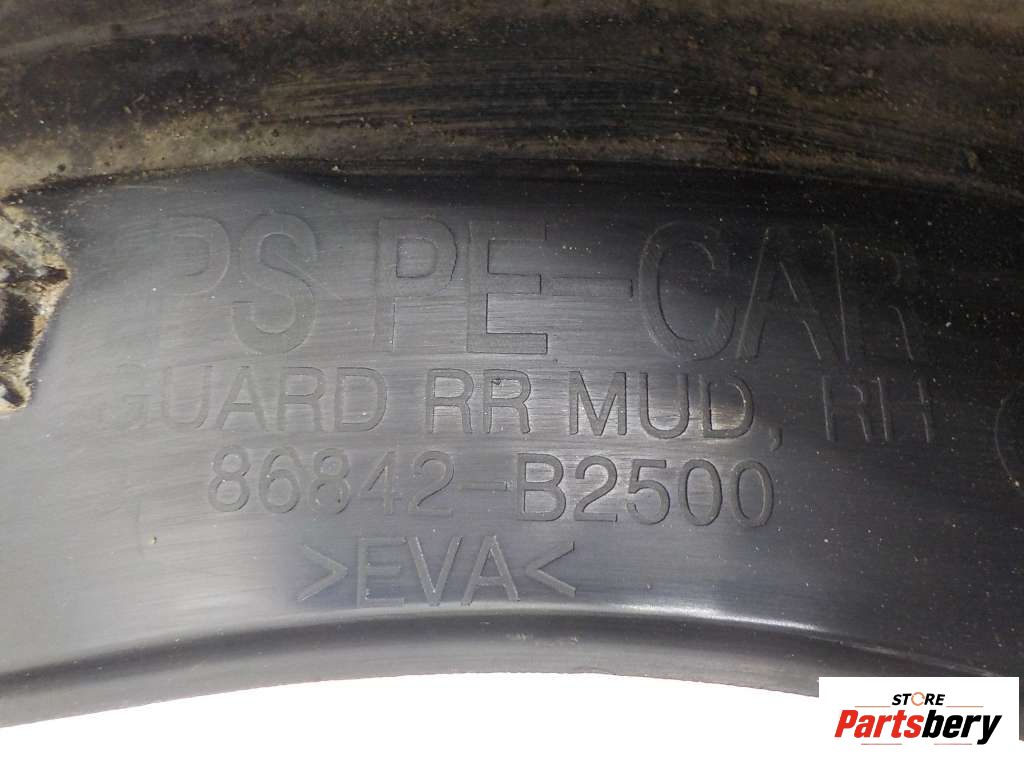 PS PE-CAR
GUARD RR MUD, RH
86842-B2500
>EVA<
STORE
Partsbery